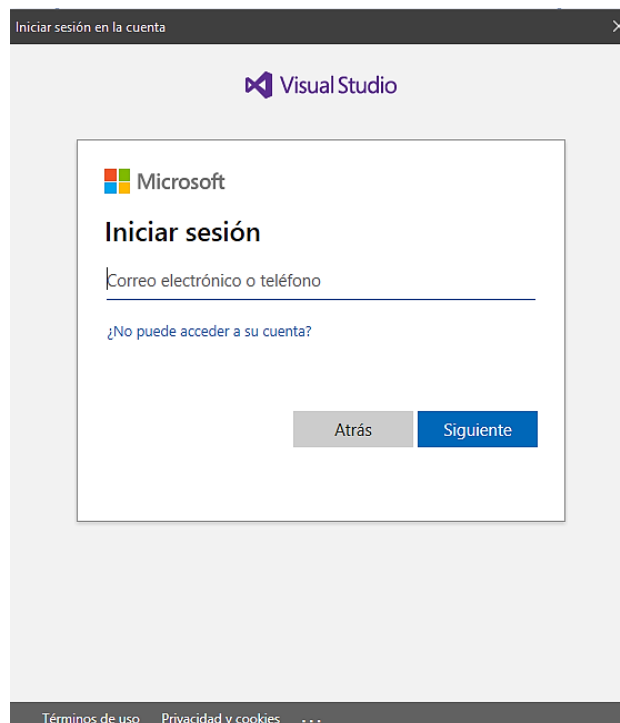 Iniciar sesión en la cuenta
Visual Studio
Microsoft
Iniciar sesión
Correo electrónico o teléfono
¿No puede acceder a su cuenta?
Atrás Siguiente
Términos de uso Privacidad y cookies ...